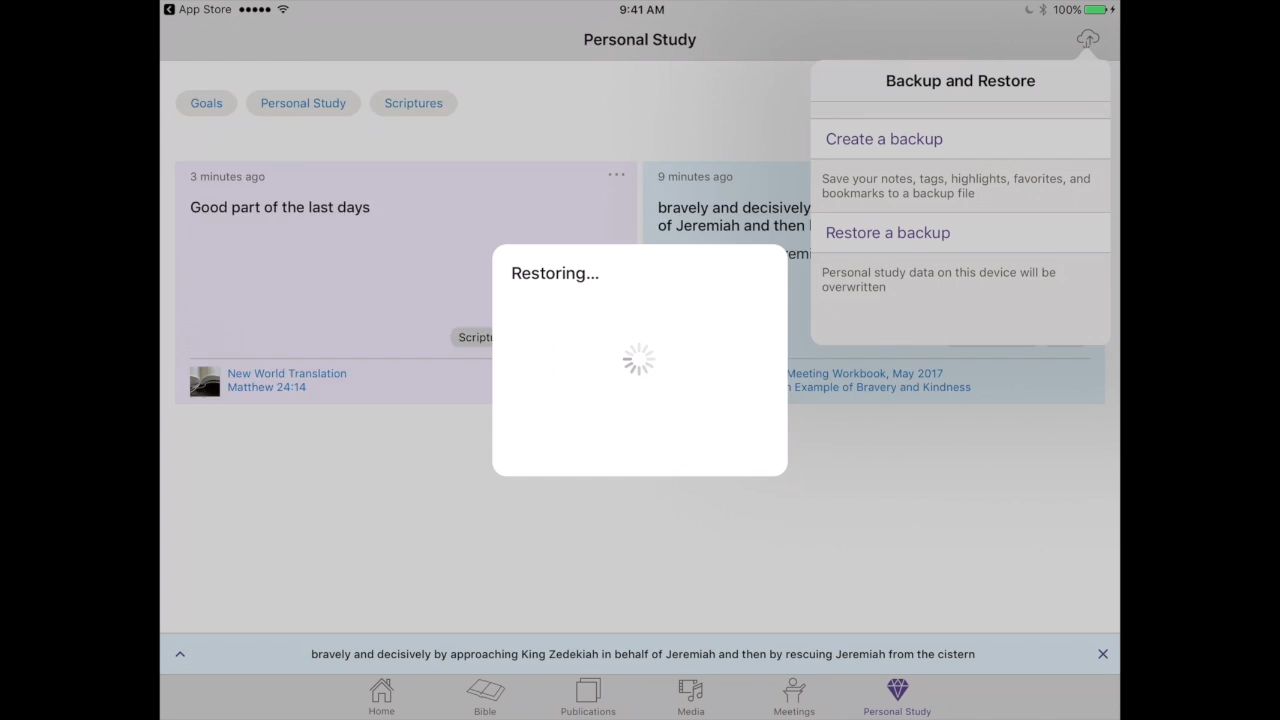 App Store
9:41 AM
100%
Personal Study
Backup and Restore
Goals
Personal Study
Scriptures
Create a backup
Save your notes, tags, highlights, favorites, and
bookmarks to a backup file
Restore a backup
Personal study data on this device will be
overwritten
3 minutes ago
Good part of the last days
New World Translation
Matthew 24:14
9 minutes ago
bravely and decisively
of Jeremiah and then
Meeting Workbook, May 2017
Example of Bravery and Kindness
Restoring...
bravely and decisively by approaching King Zedekiah in behalf of Jeremiah and then by rescuing Jeremiah from the cistern
Home
Bible
Publications
Media
Meetings
Personal Study